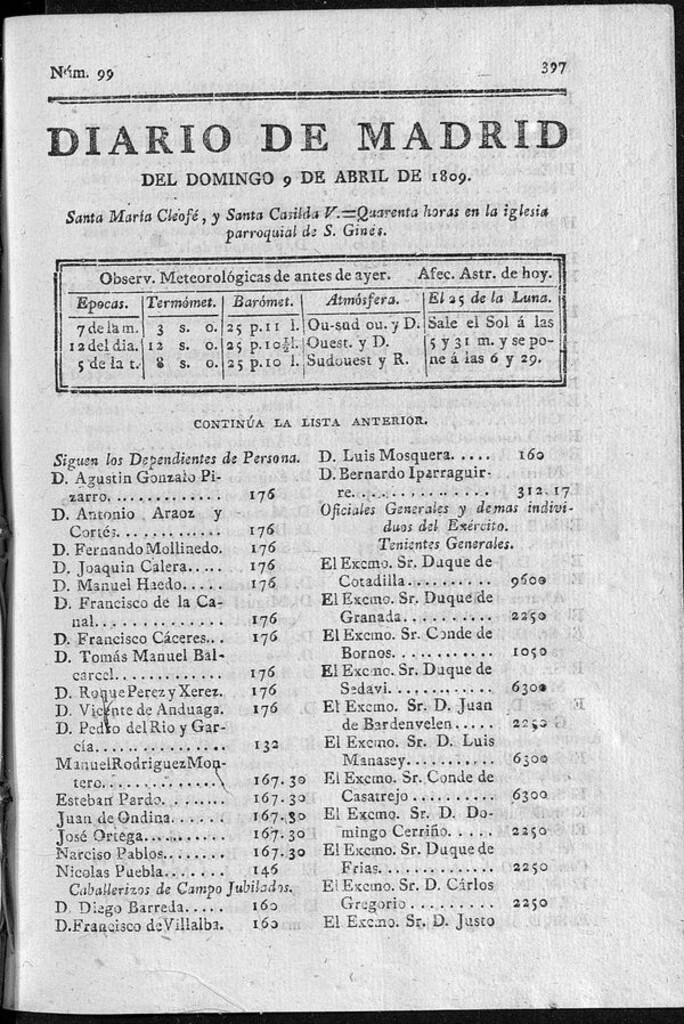 Núm. 99
397
DIARIO DE MADRID
DEL DOMINGO 9 DE ABRIL DE 1809.
Santa María Cleofé, y Santa Casilda V.=Quarenta horas en la iglesia
parroquial de S. Ginés.
Observ. Meteorológicas de antes de ayer. Afec. Astr. de hoy.
Epocas. Termómet. Barómet. Atmósfera. El 25 de la Luna.
7 de la m. 3 s. o. 25 p. 11 l. Ou-sud ou. y D. Sale el Sol á las
12 del dia. 12 s. o. 25 p. 10½ l. Ouest. y D. 5 y 31 m. y se po-
5 de la t. 8 s. o. 25 p. 10 l. Sudouest y R. ne á las 6 y 29.
CONTINÚA LA LISTA ANTERIOR.
Siguen los Dependientes de Persona.
D. Agustin Gonzalo Pi-
zarro............. 176
D. Antonio Araoz y
Cortés............. 176
D. Fernando Mollinedo. 176
D. Joaquin Calera..... 176
D. Manuel Haedo..... 176
D. Francisco de la Ca-
nal............. 176
D. Francisco Cáceres... 176
D. Tomás Manuel Bal-
carcel............. 176
D. Roque Perez y Xerez. 176
D. Vicente de Anduaga. 176
D. Pedro del Rio y Gar-
cía............... 132
Manuel Rodriguez Mon-
tero............. 167.30
Esteban Pardo........ 167.30
Juan de Ondina...... 167.30
José Ortega.......... 167.30
Narciso Pablos........ 167.30
Nicolas Puebla........ 146
Caballerizos de Campo Jubilados.
D. Diego Barreda..... 160
D. Francisco de Villalba. 160
D. Luis Mosquera..... 160
D. Bernardo Iparraguir-
re............... 312.17
Oficiales Generales y demas indivi-
duos del Exército.
Tenientes Generales.
El Excmo. Sr. Duque de
Cotadilla.......... 9600
El Excmo. Sr. Duque de
Granada.......... 2250
El Excmo. Sr. Conde de
Bornos........... 1050
El Excmo. Sr. Duque de
Sedavi............ 6300
El Excmo. Sr. D. Juan
de Bardenvelen..... 2250
El Excmo. Sr. D. Luis
Manasey.......... 6300
El Excmo. Sr. Conde de
Casatrejo.......... 6300
El Excmo. Sr. D. Do-
mingo Cerriño..... 2250
El Excmo. Sr. Duque de
Frias............. 2250
El Excmo. Sr. D. Cárlos
Gregorio.......... 2250
El Excmo. Sr. D. Justo